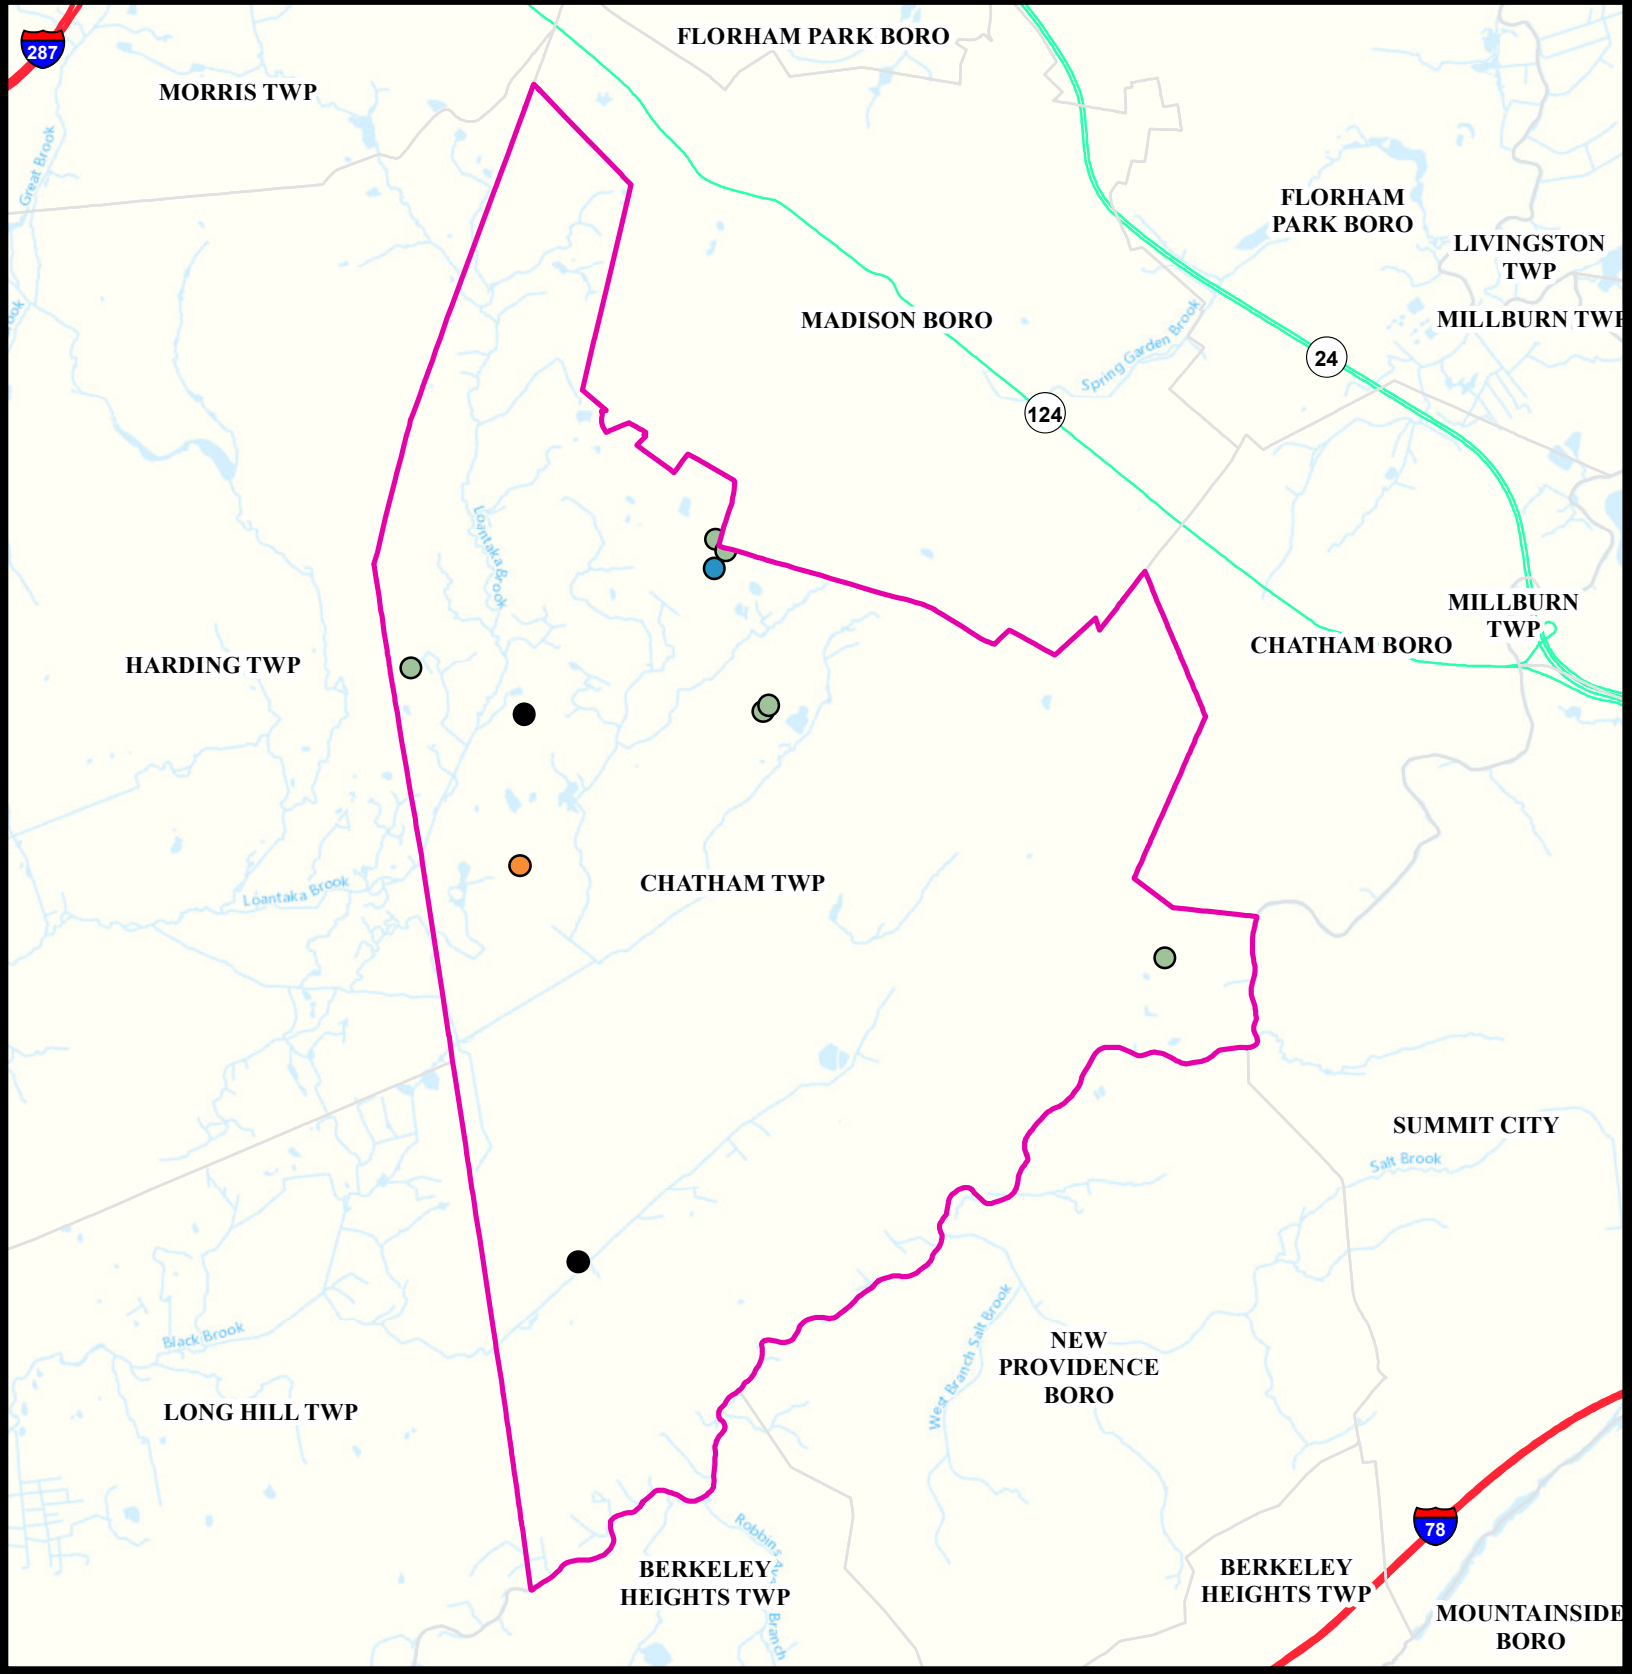 FLORHAM PARK BORO
287
MORRIS TWP
Great Brook
FLORHAM
PARK BORO
LIVINGSTON
TWP
MADISON BORO
MILLBURN TWP
Spring Garden Brook
24
124
Loantaka Brook
MILLBURN
TWP
CHATHAM BORO
HARDING TWP
CHATHAM TWP
Loantaka Brook
SUMMIT CITY
Salt Brook
Black Brook
West Branch Salt Brook
NEW
PROVIDENCE
BORO
LONG HILL TWP
78
Robbins
Branch
BERKELEY
HEIGHTS TWP
BERKELEY
HEIGHTS TWP
MOUNTAINSIDE
BORO